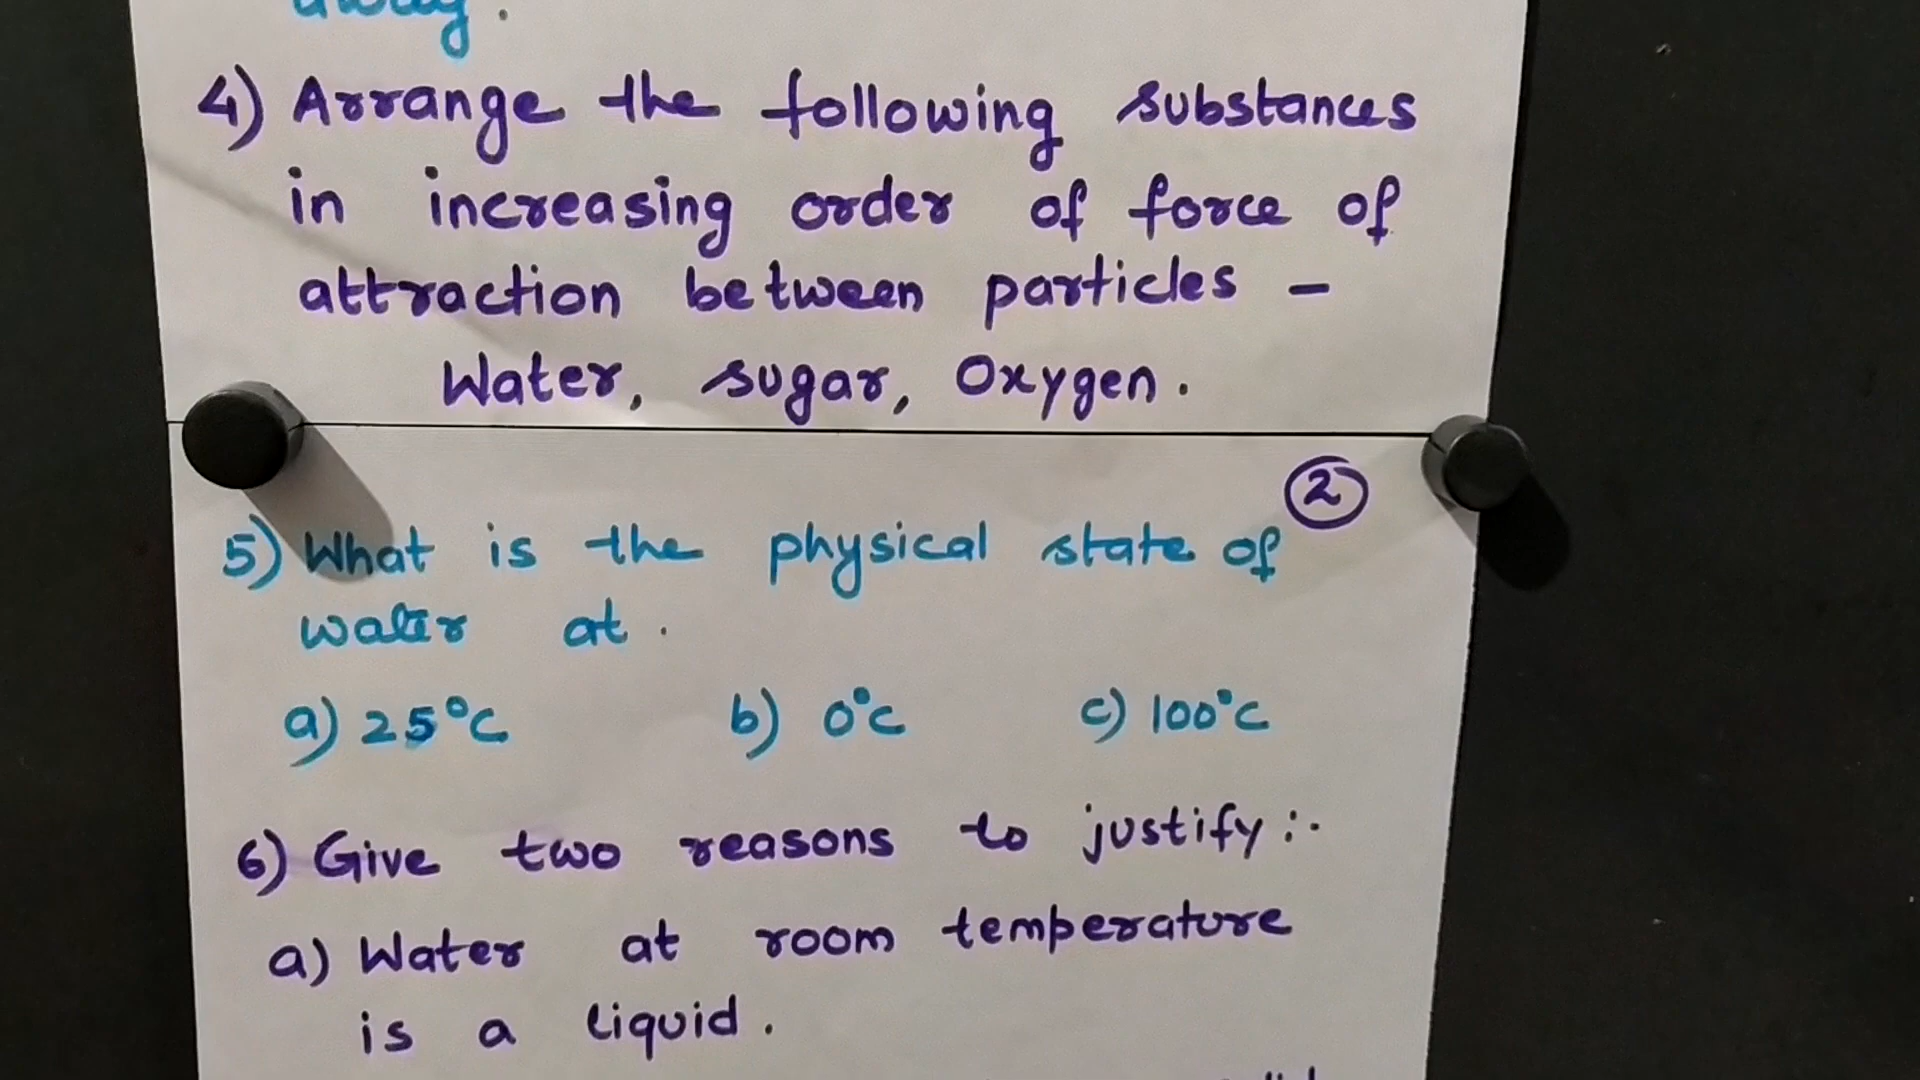 4) Arrange the following substances
in increasing order of force of
attraction between particles -
Water, sugar, Oxygen.
2
5) What is the physical state of
water at.
a) 25°C b) 0°C c) 100°C
6) Give two reasons to justify:-
a) Water at room temperature
is a liquid.